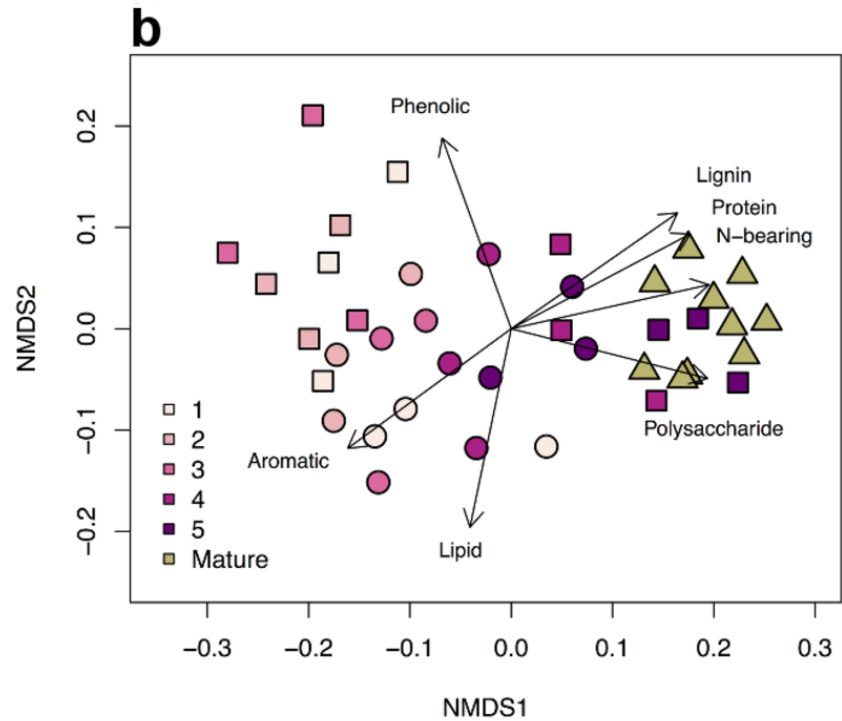 b
Phenolic
Lignin
Protein
N−bearing
Polysaccharide
Aromatic
Lipid
1
2
3
4
5
Mature
0.2
0.1
0.0
−0.1
−0.2
NMDS2
−0.3 −0.2 −0.1 0.0 0.1 0.2 0.3
NMDS1